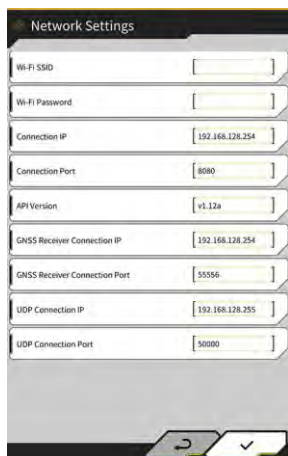 Network Settings
Wi-Fi SSID [ ]
Wi-Fi Password [ ]
Connection IP [ 192.168.128.254 ]
Connection Port [ 8080 ]
API Version [ v1.12a ]
GNSS Receiver Connection IP [ 192.168.128.254 ]
GNSS Receiver Connection Port [ 55556 ]
UDP Connection IP [ 192.168.128.255 ]
UDP Connection Port [ 50000 ]